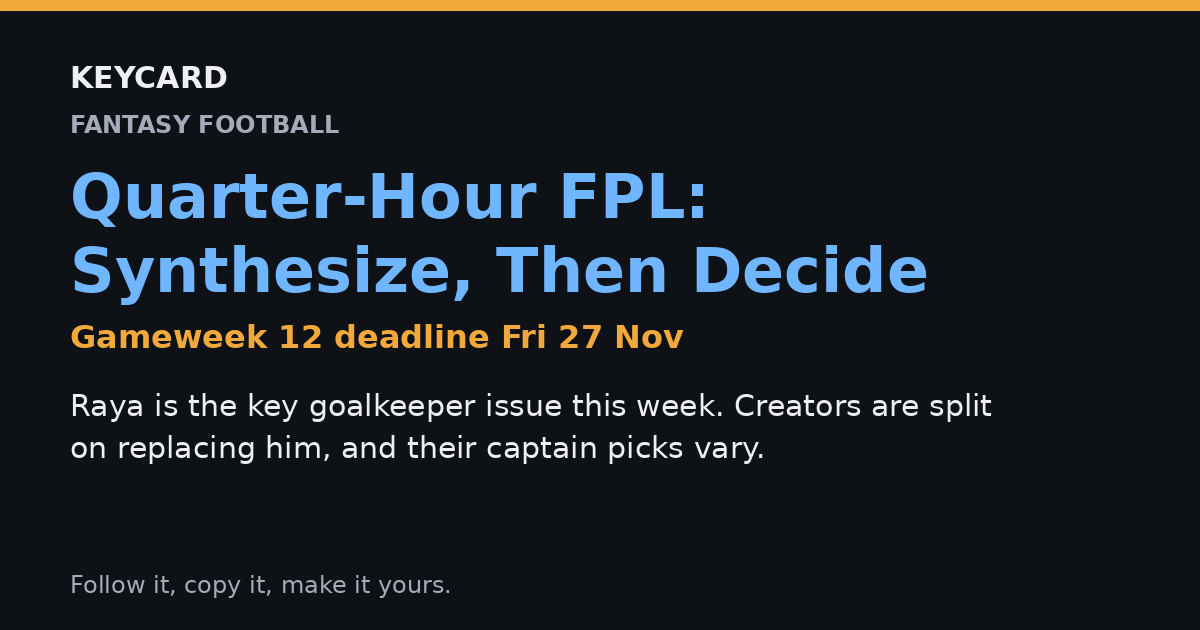 KEYCARD
FANTASY FOOTBALL
Quarter-Hour FPL:
Synthesize, Then Decide
Gameweek 12 deadline Fri 27 Nov
Raya is the key goalkeeper issue this week. Creators are split
on replacing him, and their captain picks vary.
Follow it, copy it, make it yours.